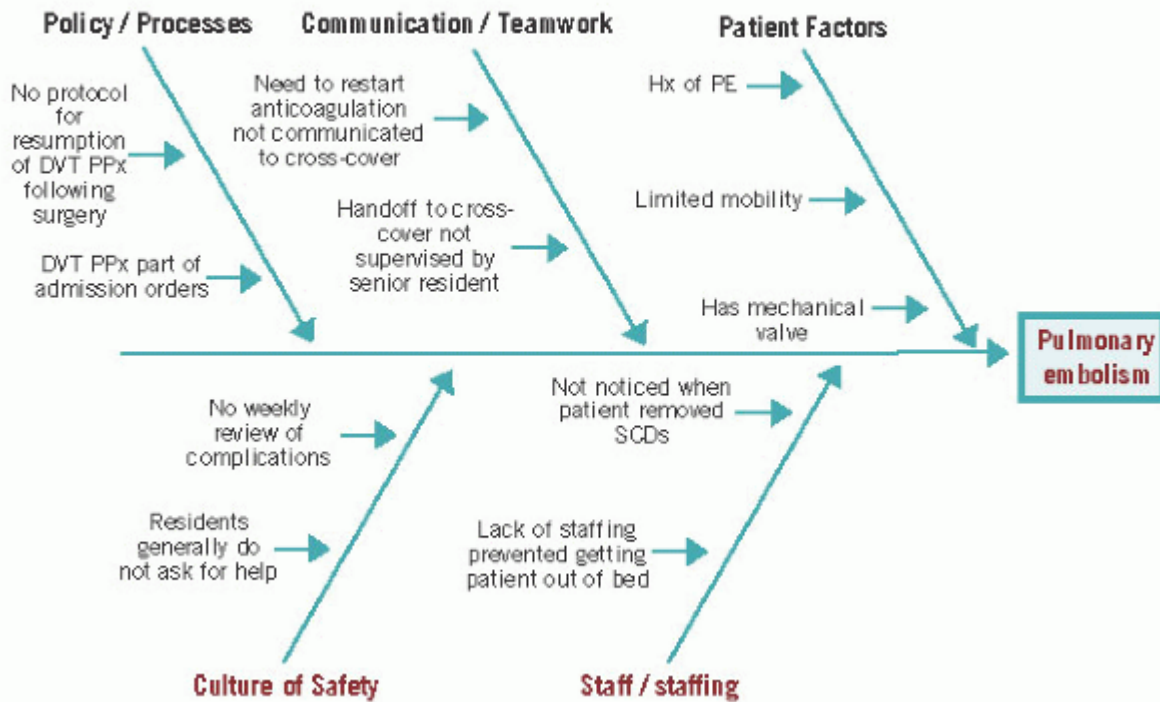 Policy / Processes
Communication / Teamwork
Patient Factors
No protocol
for
resumption
of DVT PPx
following
surgery
DVT PPx part of
admission orders
Need to restart
anticoagulation
not communicated
to cross-cover
Handoff to cross-
cover not
supervised by
senior resident
Hx of PE
Limited mobility
Has mechanical
valve
Pulmonary
embolism
No weekly
review of
complications
Residents
generally do
not ask for help
Not noticed when
patient removed
SCDs
Lack of staffing
prevented getting
patient out of bed
Culture of Safety
Staff / staffing